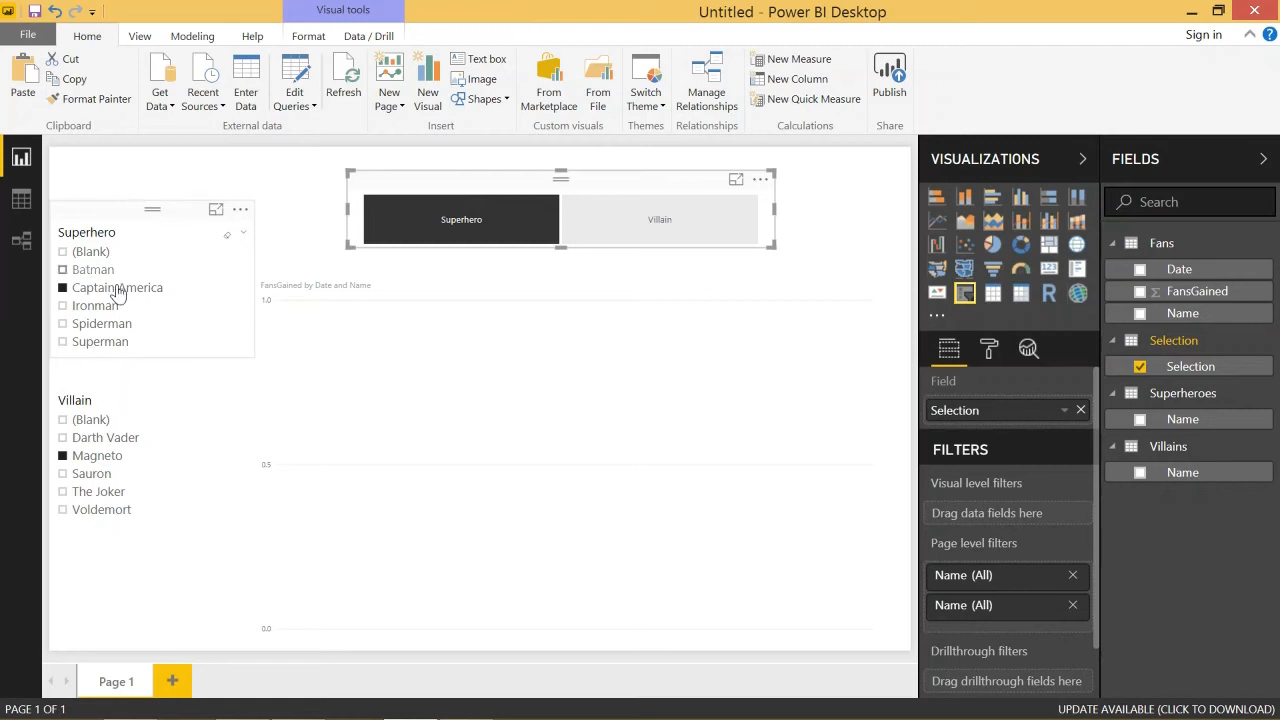 Visual tools
Untitled - Power BI Desktop
File
Home
View
Modeling
Help
Format
Data / Drill
Sign in
Paste
Cut
Copy
Format Painter
Clipboard
Get Data
Recent Sources
Enter Data
Edit Queries
Refresh
External data
New Page
New Visual
Text box
Image
Shapes
Insert
From Marketplace
From File
Custom visuals
Switch Theme
Themes
Manage Relationships
Relationships
New Measure
New Column
New Quick Measure
Calculations
Publish
Share
Superhero
Villain
Superhero
(Blank)
Batman
Captain America
Ironman
Spiderman
Superman
Villain
(Blank)
Darth Vader
Magneto
Sauron
The Joker
Voldemort
FansGained by Date and Name
1.0
0.5
0.0
VISUALIZATIONS
123
R
Field
Selection
FILTERS
Visual level filters
Drag data fields here
Page level filters
Name (All)
Name (All)
Drillthrough filters
Drag drillthrough fields here
FIELDS
Search
Fans
Date
FansGained
Name
Selection
Selection
Superheroes
Name
Villains
Name
Page 1
PAGE 1 OF 1
UPDATE AVAILABLE (CLICK TO DOWNLOAD)